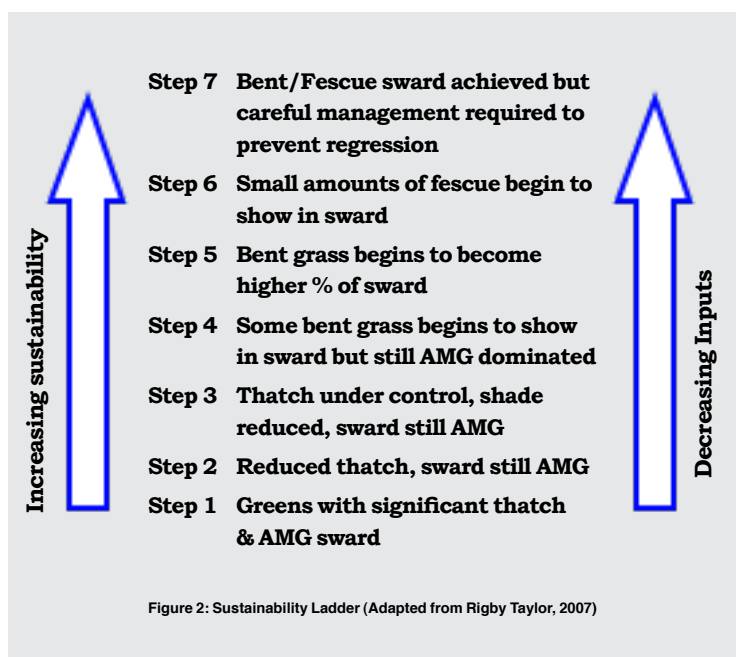 Step 7 Bent/Fescue sward achieved but
careful management required to
prevent regression
Step 6 Small amounts of fescue begin to
show in sward
Step 5 Bent grass begins to become
higher % of sward
Step 4 Some bent grass begins to show
in sward but still AMG dominated
Step 3 Thatch under control, shade
reduced, sward still AMG
Step 2 Reduced thatch, sward still AMG
Step 1 Greens with significant thatch
& AMG sward
Increasing sustainability
Decreasing Inputs
Figure 2: Sustainability Ladder (Adapted from Rigby Taylor, 2007)